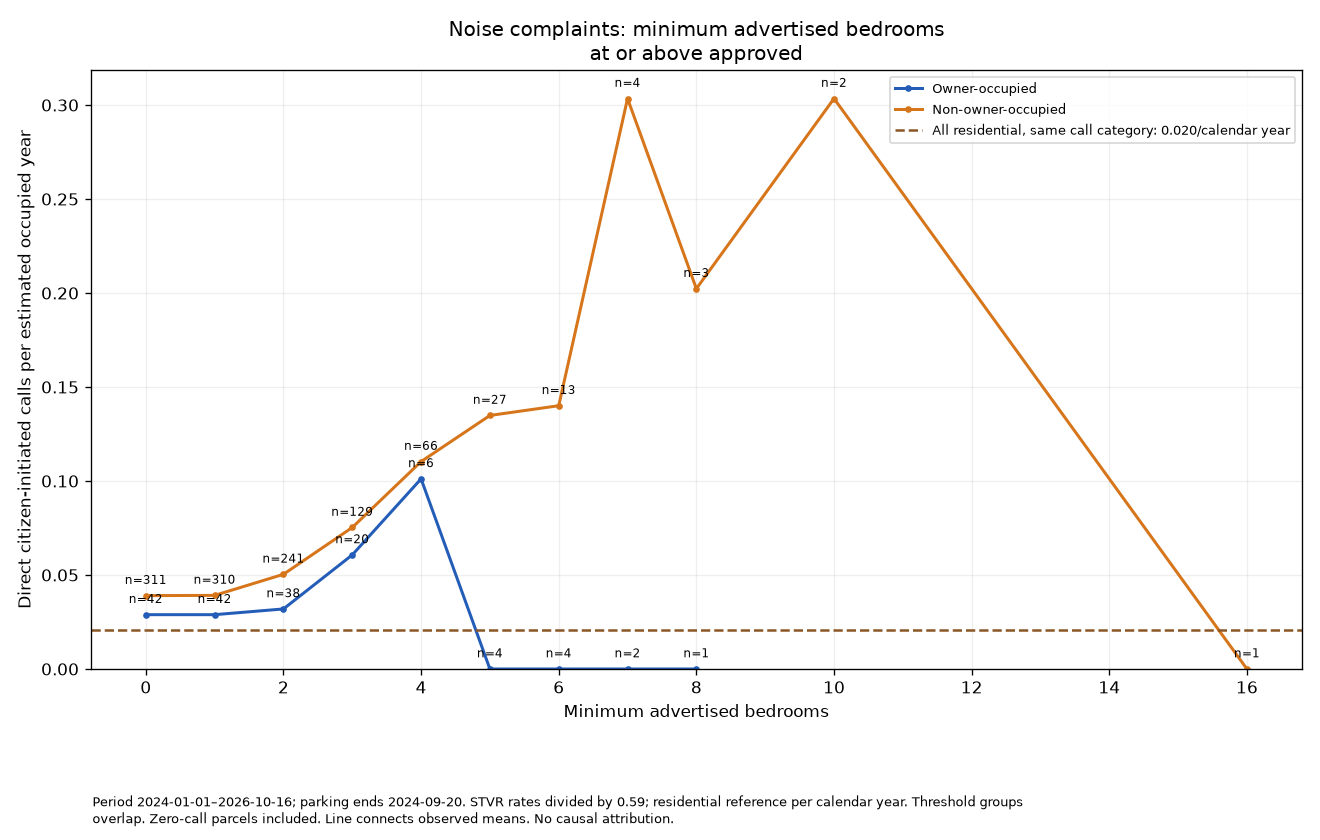 Noise complaints: minimum advertised bedrooms
at or above approved
Direct citizen-initiated calls per estimated occupied year
0.30
0.25
0.20
0.15
0.10
0.05
0.00
Owner-occupied
Non-owner-occupied
All residential, same call category: 0.020/calendar year
n=4
n=2
n=3
n=13
n=27
n=66
n=6
n=129
n=20
n=241
n=38
n=311
n=310
n=42
n=42
n=4
n=4
n=2
n=1
n=1
0
2
4
6
8
10
12
14
16
Minimum advertised bedrooms
Period 2024-01-01–2026-10-16; parking ends 2024-09-20. STVR rates divided by 0.59; residential reference per calendar year. Threshold groups
overlap. Zero-call parcels included. Line connects observed means. No causal attribution.